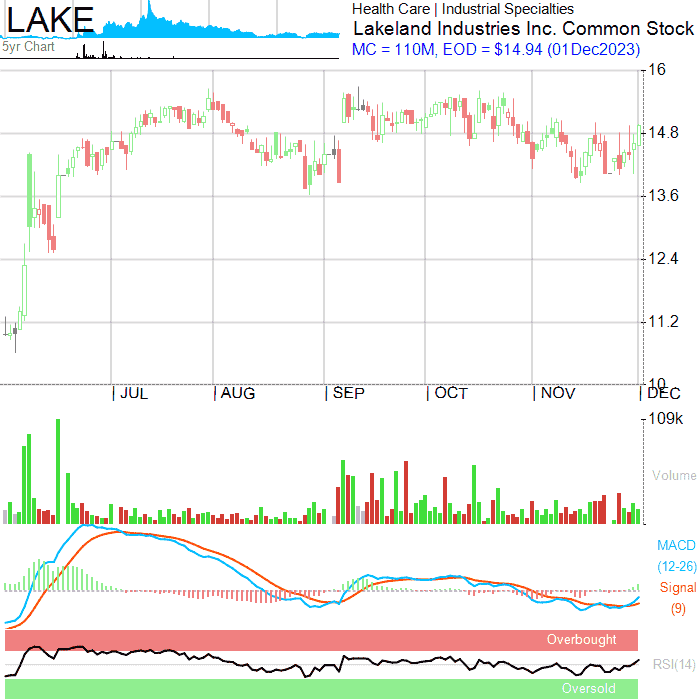 LAKE
5yr Chart
Health Care | Industrial Specialties
Lakeland Industries Inc. Common Stock
MC = 110M, EOD = $14.94 (01Dec2023)
16
14.8
13.6
12.4
11.2
10
| JUL | AUG | SEP | OCT | NOV | DEC
109k
Volume
MACD
(12-26)
Signal
(9)
Overbought
RSI(14)
Oversold